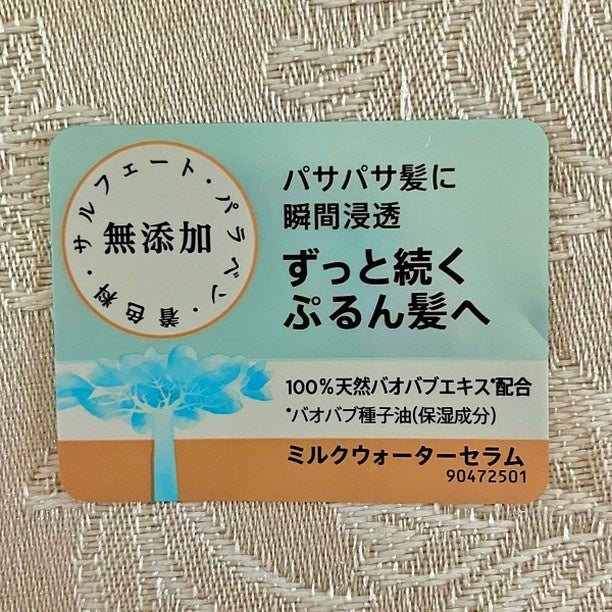 サルフェート・パラベン・着色料・
無添加
パサパサ髪に
瞬間浸透
ずっと続く
ぷるん髪へ
100%天然バオバブエキス*配合
*バオバブ種子油(保湿成分)
ミルクウォーターセラム
90472501